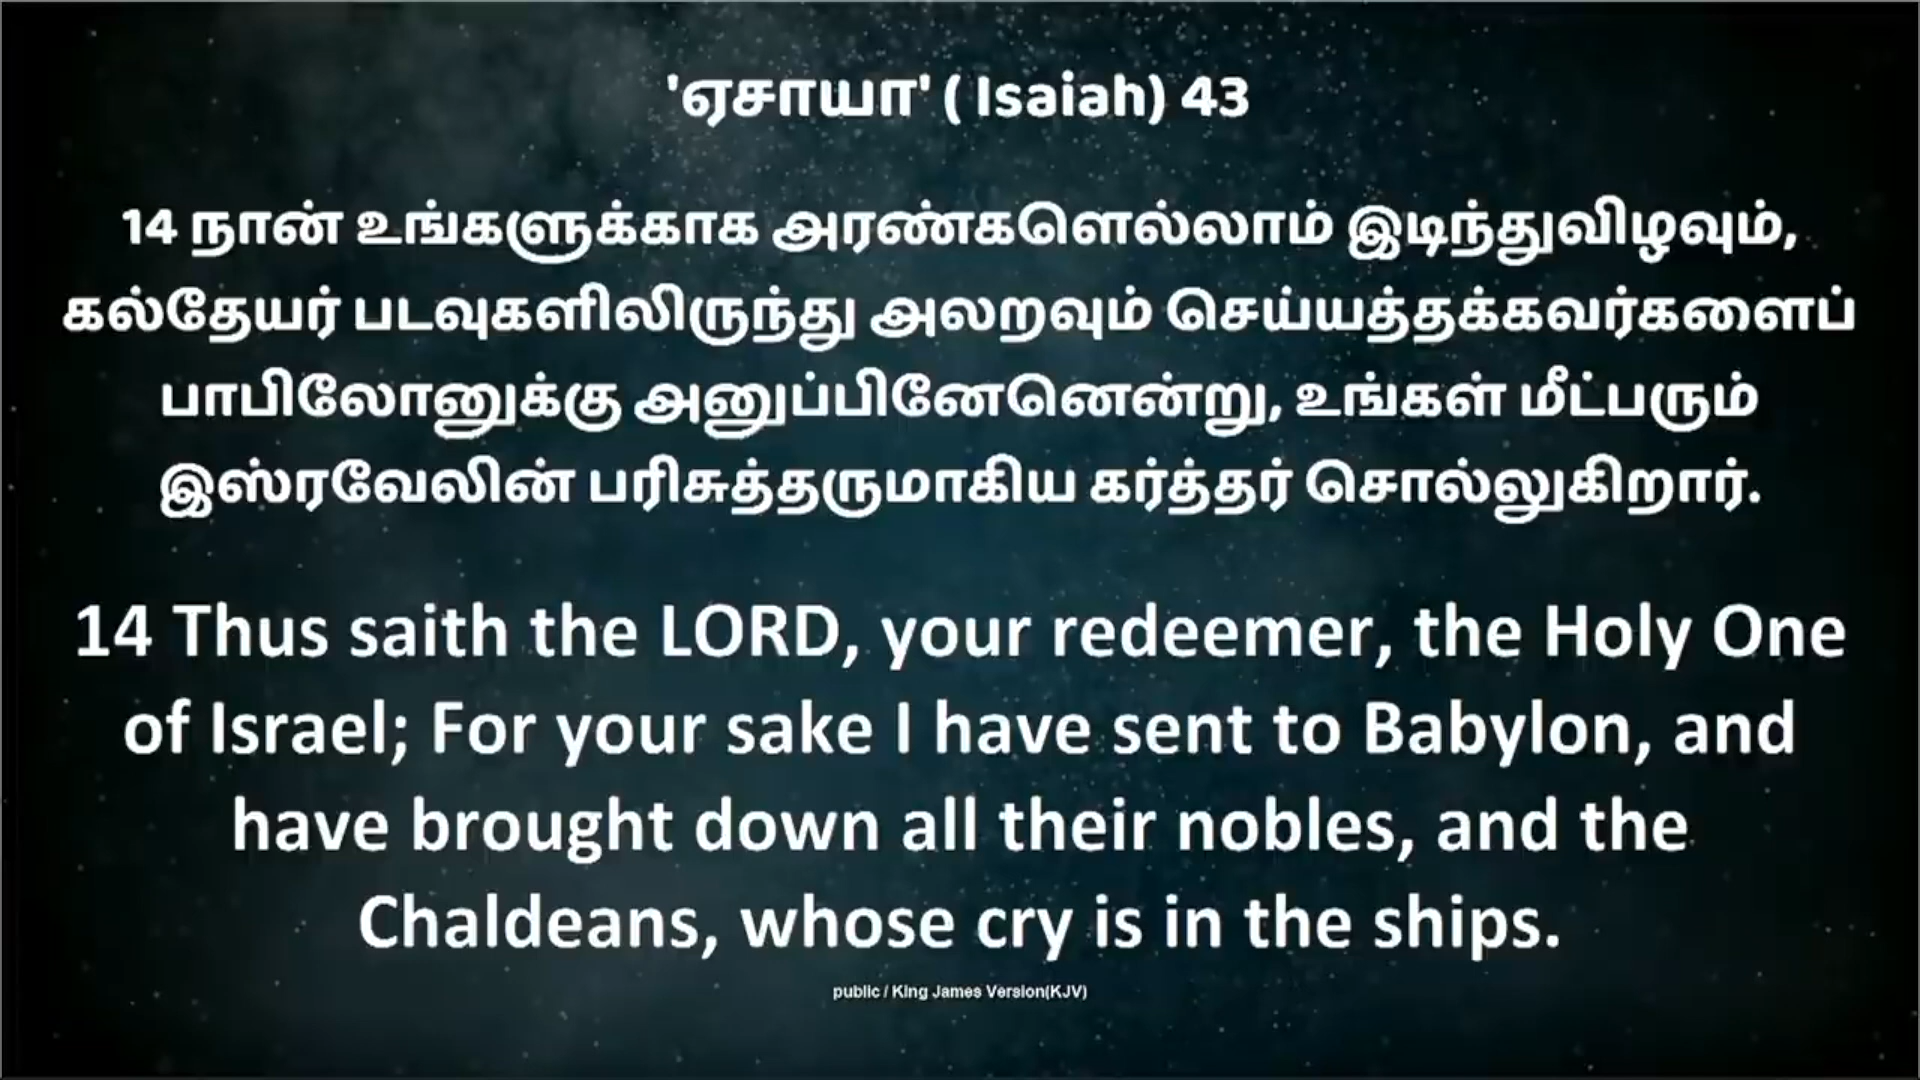 'ஏசாயா' ( Isaiah) 43
14 நான் உங்களுக்காக அரண்களெல்லாம் இடிந்துவிழவும்,
கல்தேயர் படவுகளிலிருந்து அலறவும் செய்யத்தக்கவர்களைப்
பாபிலோனுக்கு அனுப்பினேனென்று, உங்கள் மீட்பரும்
இஸ்ரவேலின் பரிசுத்தருமாகிய கர்த்தர் சொல்லுகிறார்.
14 Thus saith the LORD, your redeemer, the Holy One
of Israel; For your sake I have sent to Babylon, and
have brought down all their nobles, and the
Chaldeans, whose cry is in the ships.
public / King James Version(KJV)